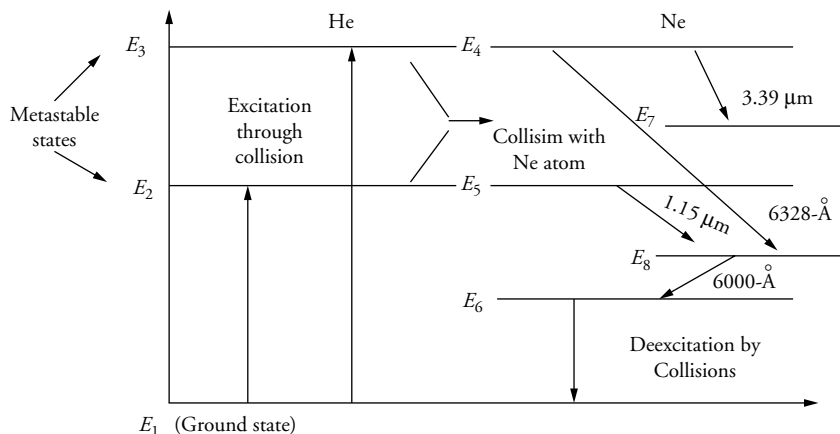 He
Ne
E3
E4
Metastable
states
Excitation
through
collision
3.39 μm
E7
Collisim with
Ne atom
E2
E5
1.15 μm
6328-Å
E8
6000-Å
E6
Deexcitation by
Collisions
E1 (Ground state)